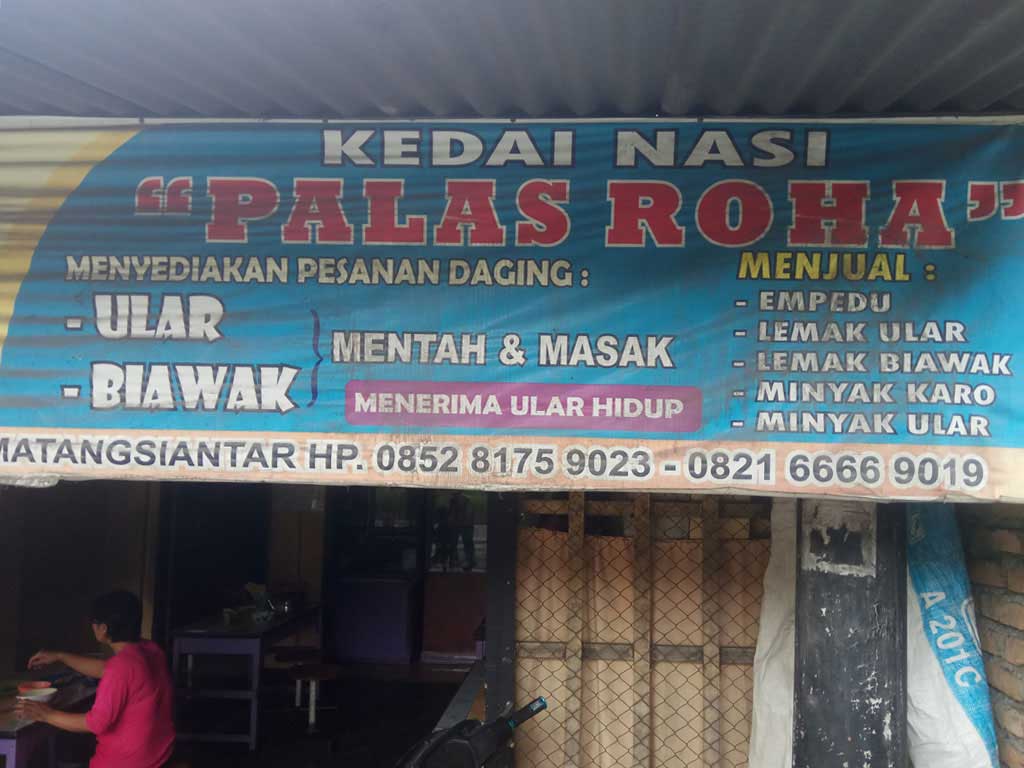 KEDAI NASI
“PALAS ROHA”
MENYEDIAKAN PESANAN DAGING :
- ULAR
- BIAWAK
MENTAH & MASAK
MENERIMA ULAR HIDUP
MENJUAL :
- EMPEDU
- LEMAK ULAR
- LEMAK BIAWAK
- MINYAK KARO
- MINYAK ULAR
MATANGSIANTAR HP. 0852 8175 9023 - 0821 6666 9019
A 201C